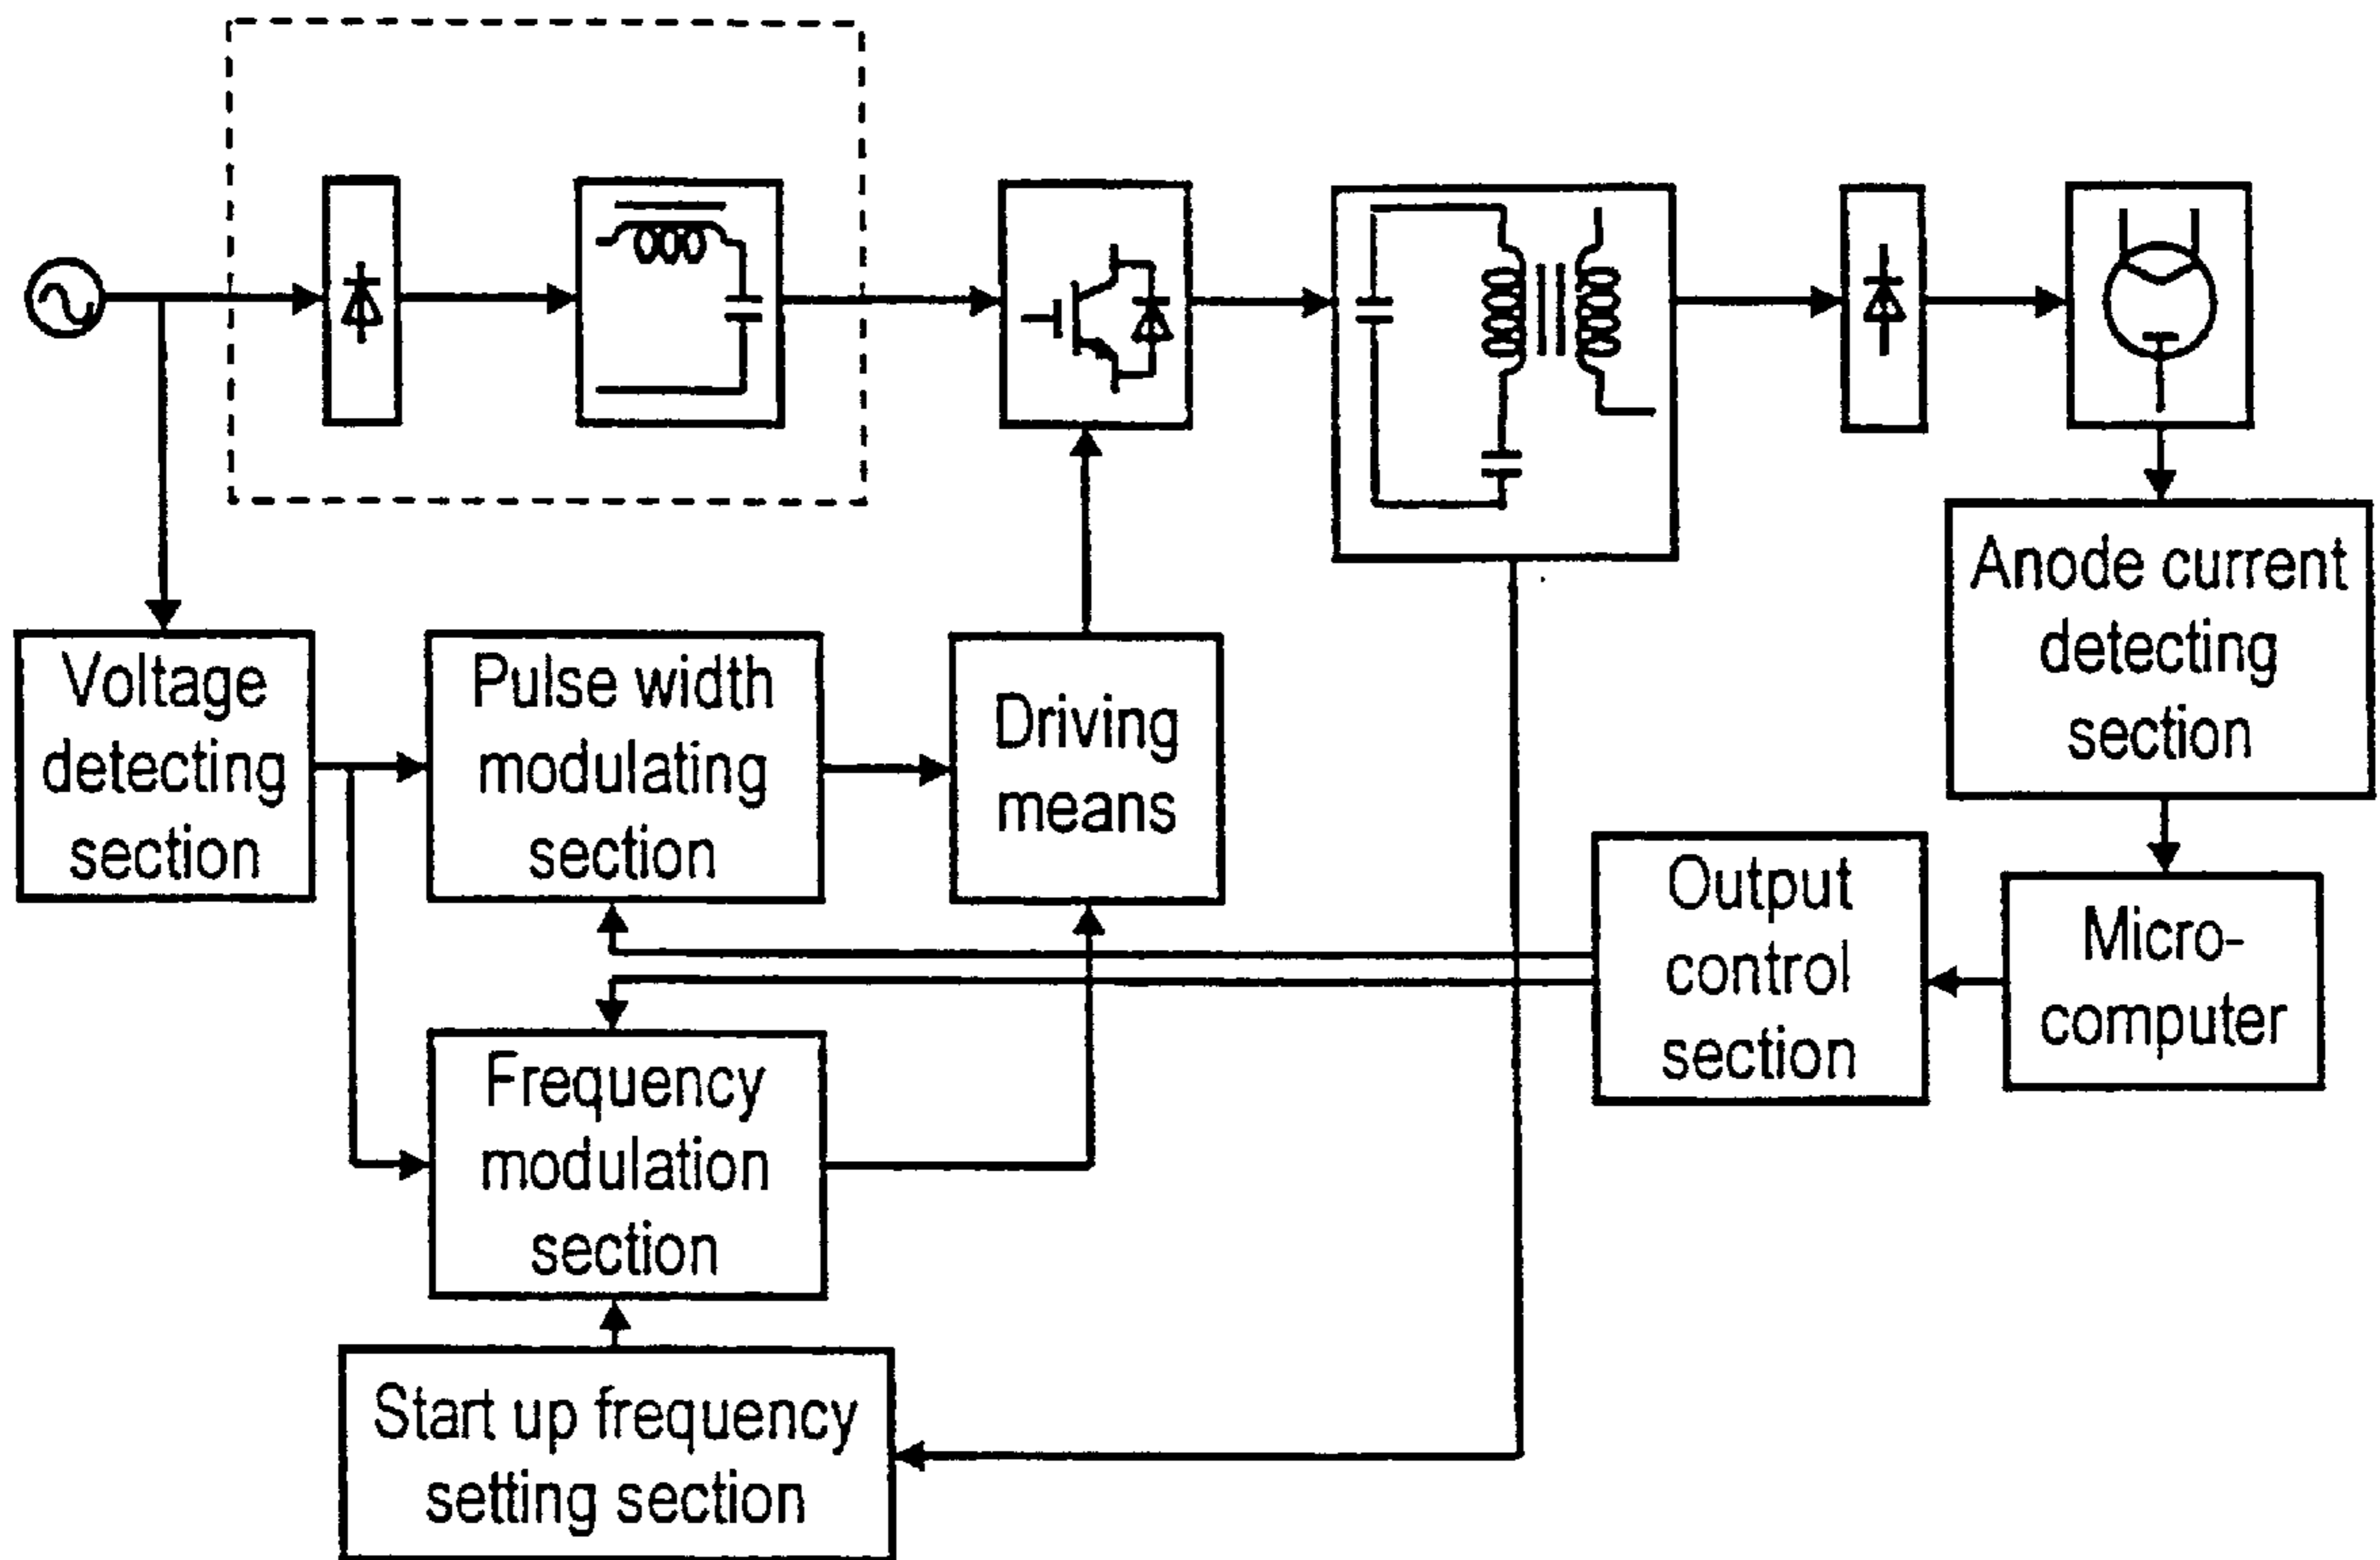 Anode current
detecting
section
Voltage
detecting
section
Pulse width
modulating
section
Driving
means
Output
control
section
Micro-
computer
Frequency
modulation
section
Start up frequency
setting section